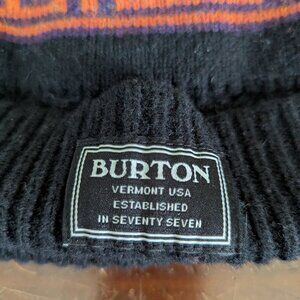 BURTON
VERMONT USA
ESTABLISHED
IN SEVENTY SEVEN